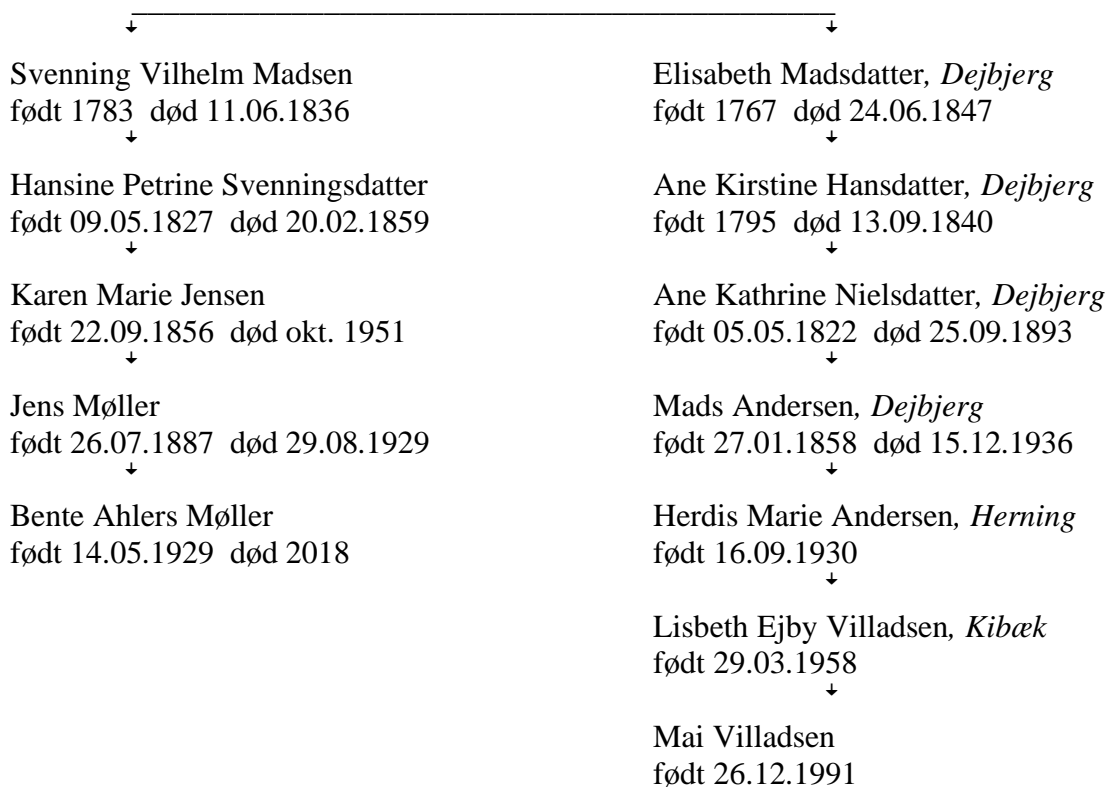 Svenning Vilhelm Madsen
født 1783 død 11.06.1836
Hansine Petrine Svenningsdatter
født 09.05.1827 død 20.02.1859
Karen Marie Jensen
født 22.09.1856 død okt. 1951
Jens Møller
født 26.07.1887 død 29.08.1929
Bente Ahlers Møller
født 14.05.1929 død 2018
Elisabeth Madsdatter, Dejbjerg
født 1767 død 24.06.1847
Ane Kirstine Hansdatter, Dejbjerg
født 1795 død 13.09.1840
Ane Kathrine Nielsdatter, Dejbjerg
født 05.05.1822 død 25.09.1893
Mads Andersen, Dejbjerg
født 27.01.1858 død 15.12.1936
Herdis Marie Andersen, Herning
født 16.09.1930
Lisbeth Ejby Villadsen, Kibæk
født 29.03.1958
Mai Villadsen
født 26.12.1991